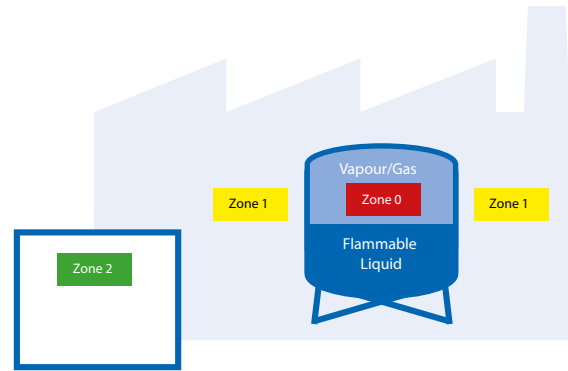 Vapour/Gas
Zone 1
Zone 0
Zone 1
Flammable
Liquid
Zone 2